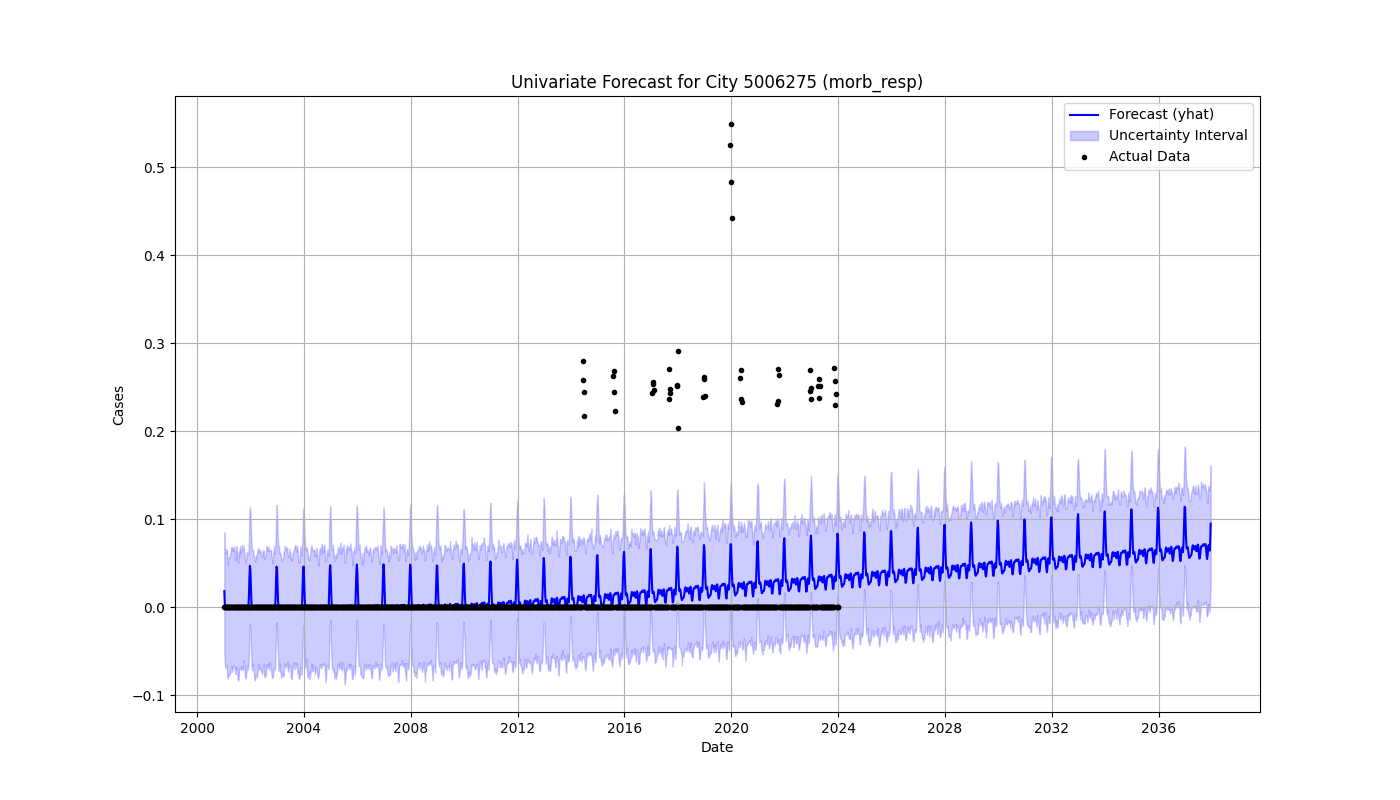 Univariate Forecast for City 5006275 (morb_resp)
Forecast (yhat)
Uncertainty Interval
Actual Data
Cases
0.5
0.4
0.3
0.2
0.1
0.0
−0.1
2000
2004
2008
2012
2016
2020
2024
2028
2032
2036
Date